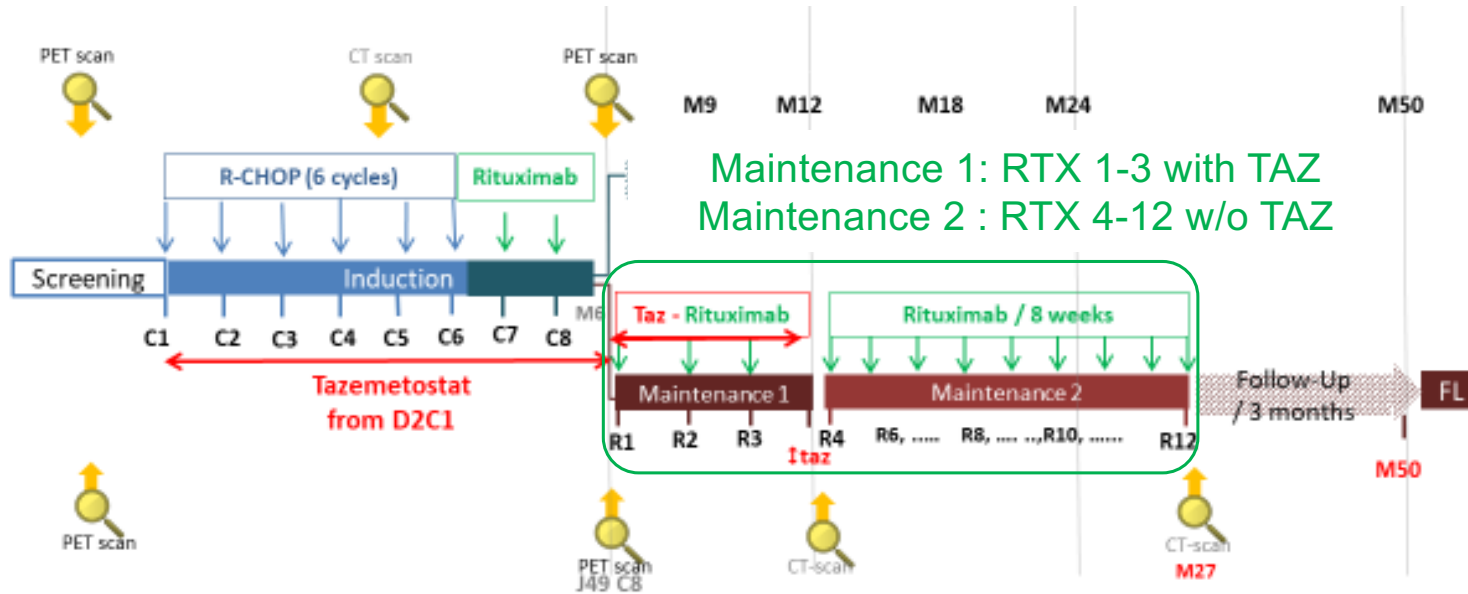 PET scan
CT scan
PET scan
M9
M12
M18
M24
M50
R-CHOP (6 cycles)
Rituximab
Maintenance 1: RTX 1-3 with TAZ
Maintenance 2 : RTX 4-12 w/o TAZ
Screening
Induction
M6
C1
C2
C3
C4
C5
C6
C7
C8
Tazemetostat
from D2C1
Taz - Rituximab
Rituximab / 8 weeks
Maintenance 1
Maintenance 2
Follow-Up
/ 3 months
FL
R1
R2
R3
↕taz
R4
R6, .....
R8, .... ..,R10, ......
R12
M50
PET scan
PET scan
J49 C8
CT-scan
CT-scan
M27